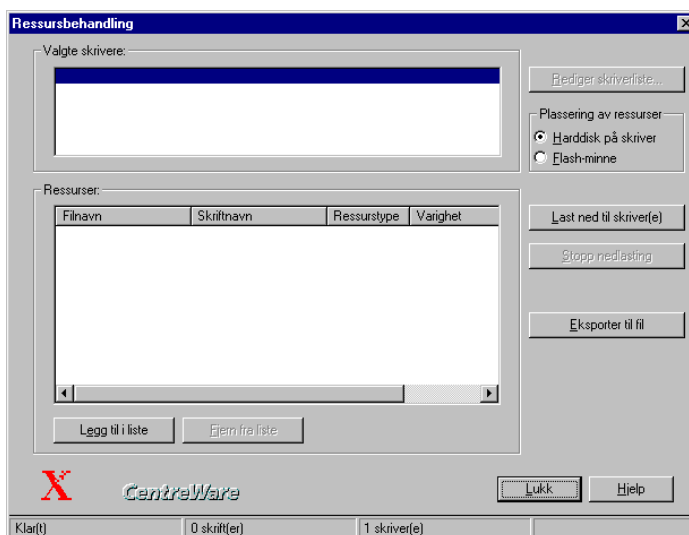 Ressursbehandling
Valgte skrivere:
Rediger skriverliste...
Plassering av ressurser
Harddisk på skriver
Flash-minne
Ressurser:
Filnavn Skriftnavn Ressurstype Varighet
Last ned til skriver(e)
Stopp nedlasting
Eksporter til fil
Legg til i liste Fjern fra liste
X CentreWare
Lukk Hjelp
Klar(t) 0 skrift(er) 1 skriver(e)